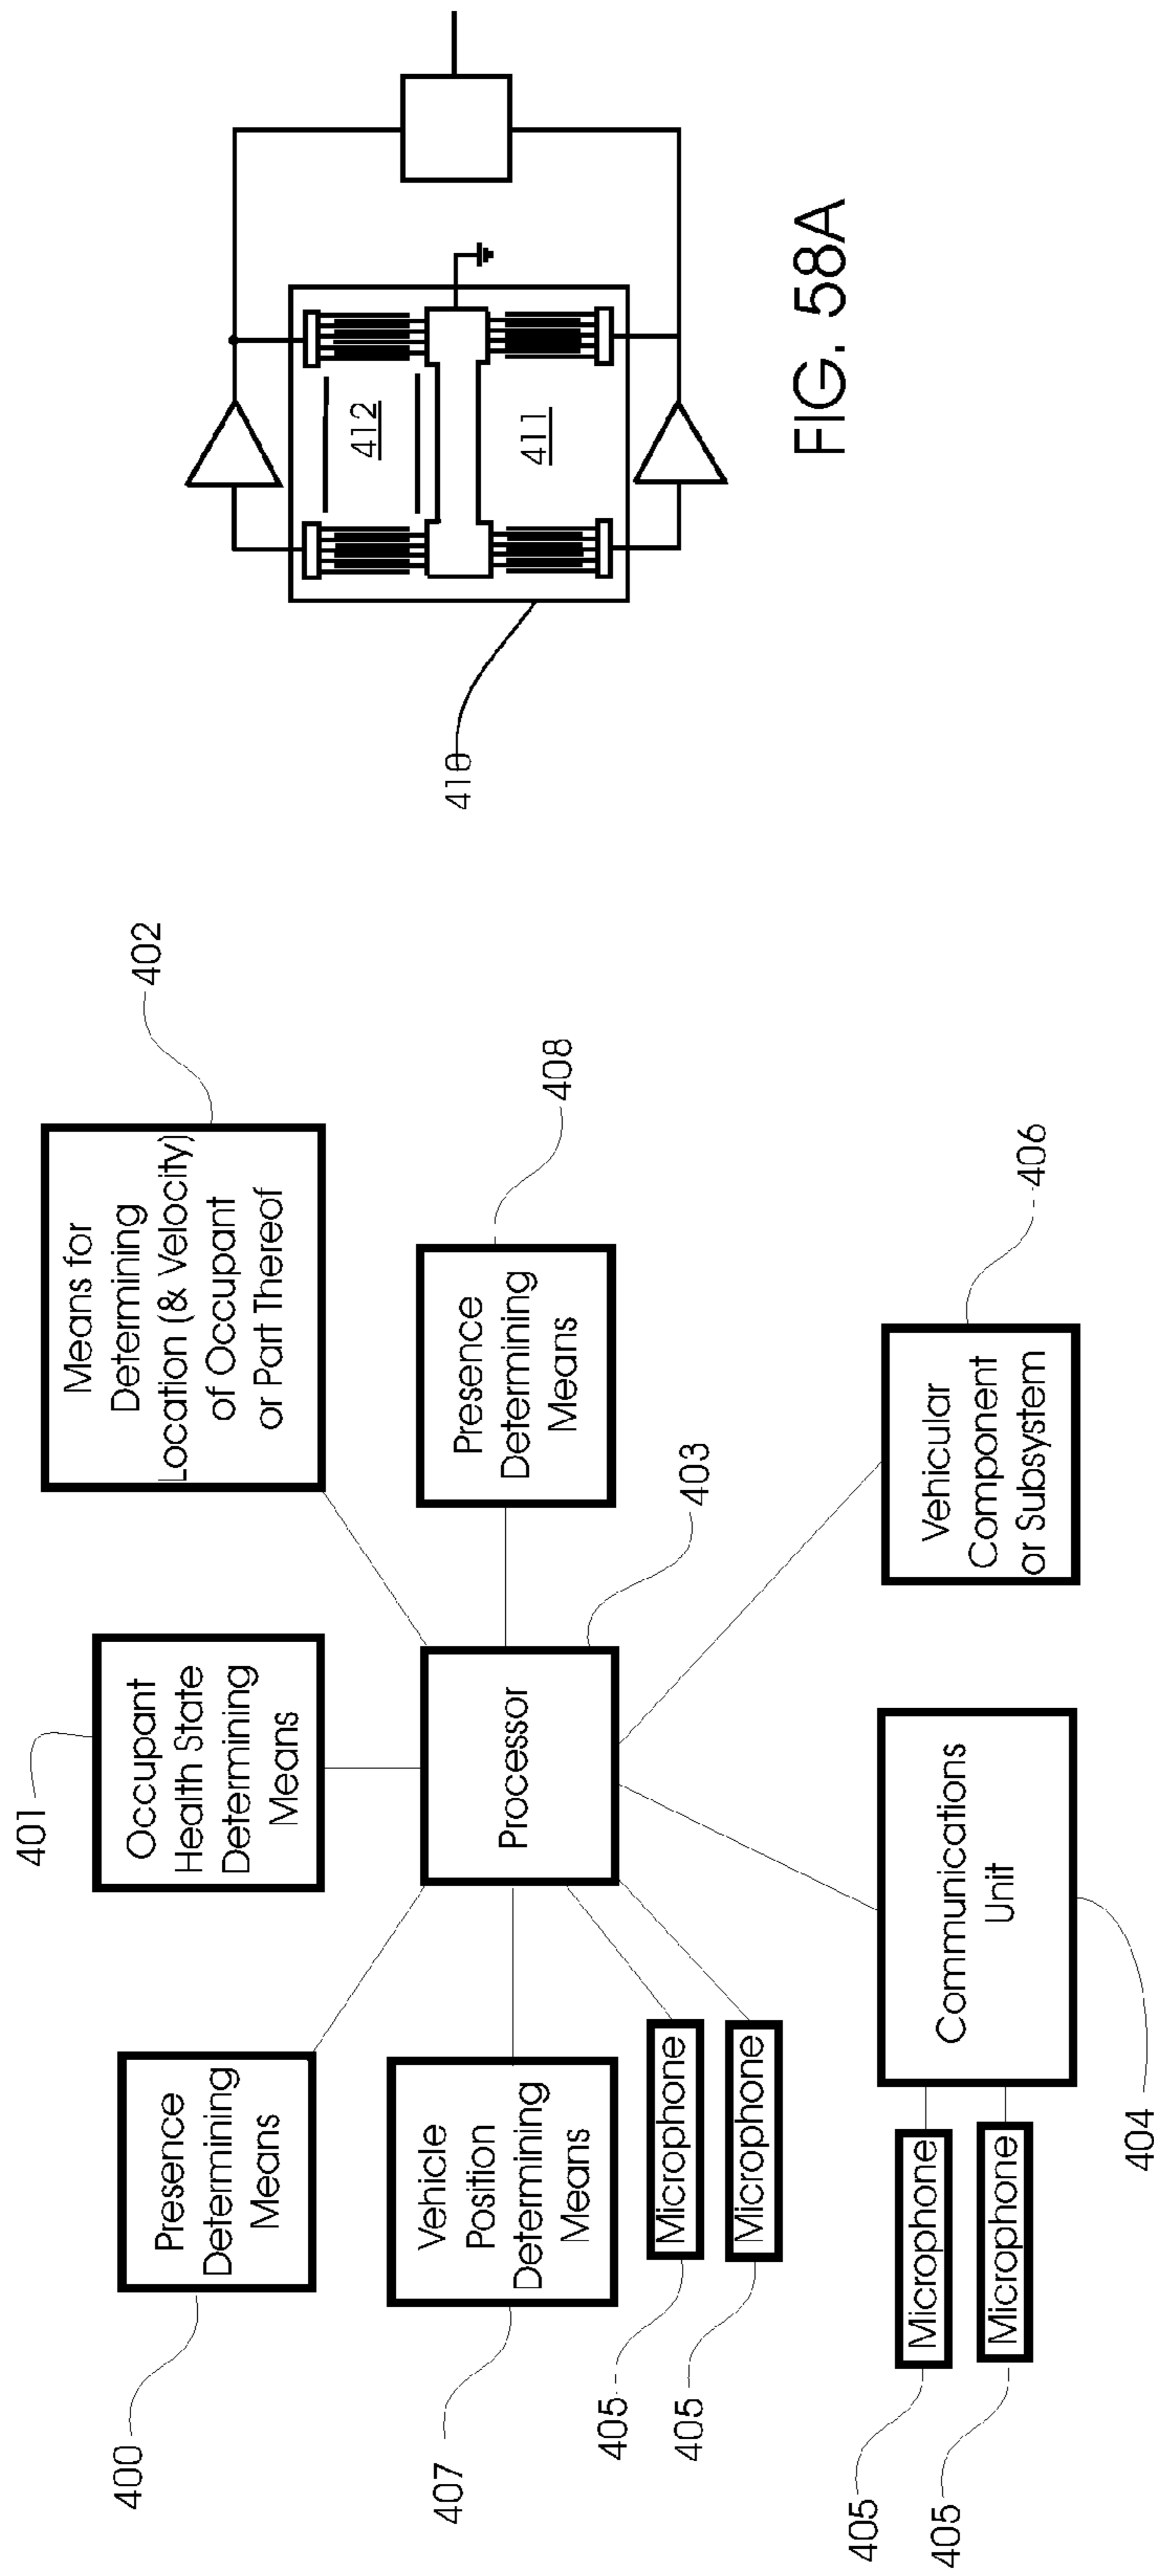 402
Means for
Determining
Location (& Velocity)
of Occupant
or Part Thereof
401
Occupant
Health State
Determining
Means
400
Presence
Determining
Means
408
Presence
Determining
Means
403
Processor
407
Vehicle
Position
Determining
Means
405
Microphone
405
Microphone
406
Vehicular
Component
or Subsystem
Communications
Unit
404
405
Microphone
405
Microphone
412
411
410
FIG. 58A